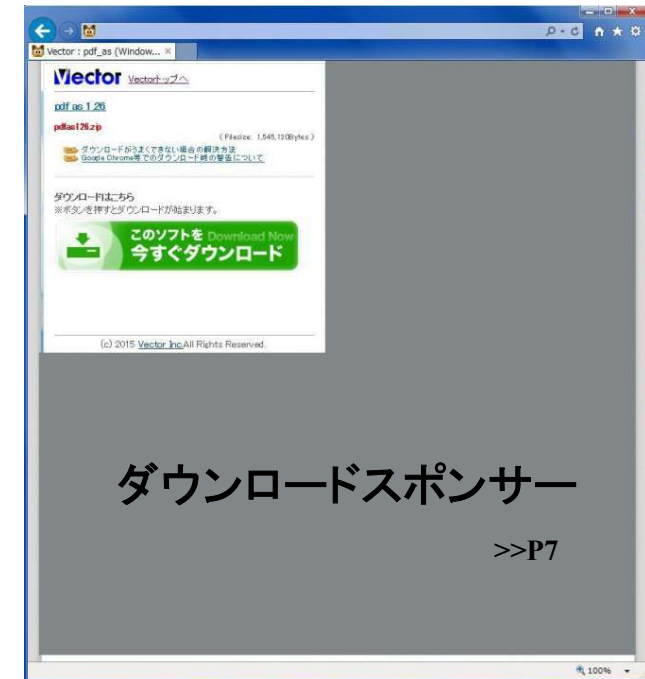 Vector : pdf_as (Window...
Vector Vectorトップへ
pdf as 1.26
pdfas126.zip
(Filesize: 1,545,190Bytes)
ダウンロードがうまくできない場合の解決方法
Google Chrome等でのダウンロード時の警告について
ダウンロードはこちら
※ボタンを押すとダウンロードが始まります。
このソフトを Download Now
今すぐダウンロード
(c) 2015 Vector Inc.All Rights Reserved.
ダウンロードスポンサー
>>P7
100%